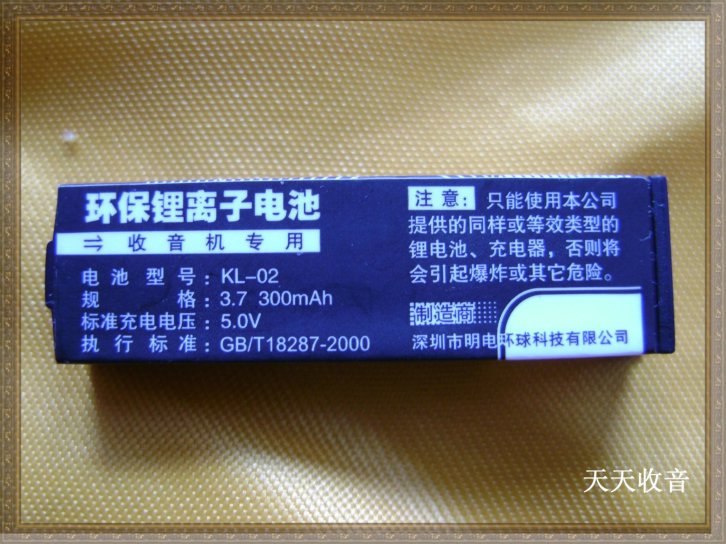 环保锂离子电池
⇒ 收音机专用
电池型号：KL-02
规格：3.7 300mAh
标准充电电压：5.0V
执行标准：GB/T18287-2000
注意：只能使用本公司
提供的同样或等效类型的
锂电池、充电器，否则将
会引起爆炸或其它危险。
制造商
深圳市明电环球科技有限公司
天天收音